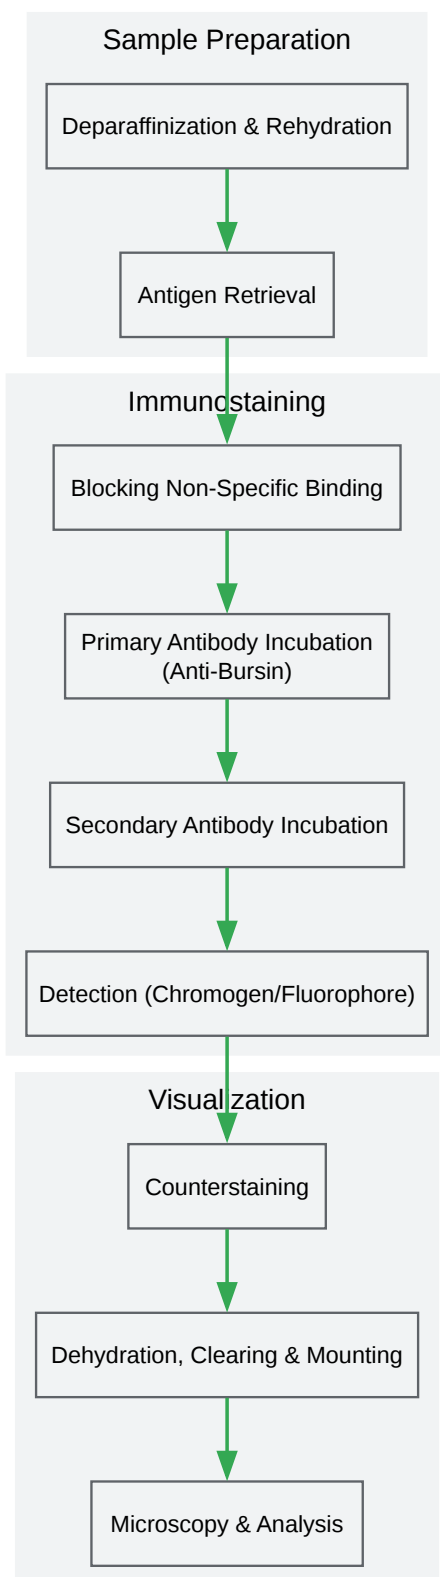 Sample Preparation
Deparaffinization & Rehydration
Antigen Retrieval
Immunostaining
Blocking Non-Specific Binding
Primary Antibody Incubation
(Anti-Bursin)
Secondary Antibody Incubation
Detection (Chromogen/Fluorophore)
Visualization
Counterstaining
Dehydration, Clearing & Mounting
Microscopy & Analysis